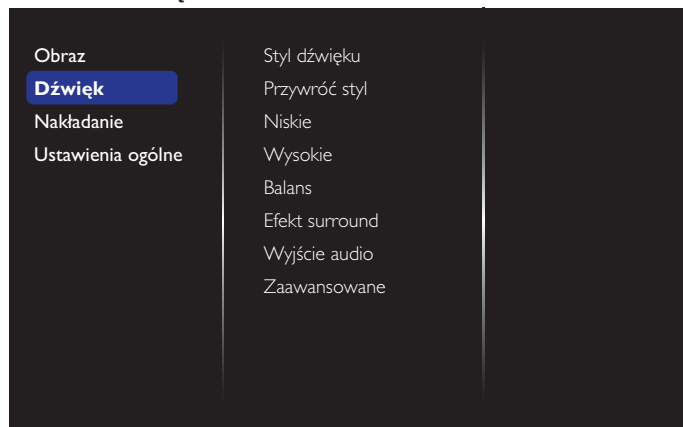 Obraz
Dźwięk
Nakładanie
Ustawienia ogólne
Styl dźwięku
Przywróć styl
Niskie
Wysokie
Balans
Efekt surround
Wyjście audio
Zaawansowane